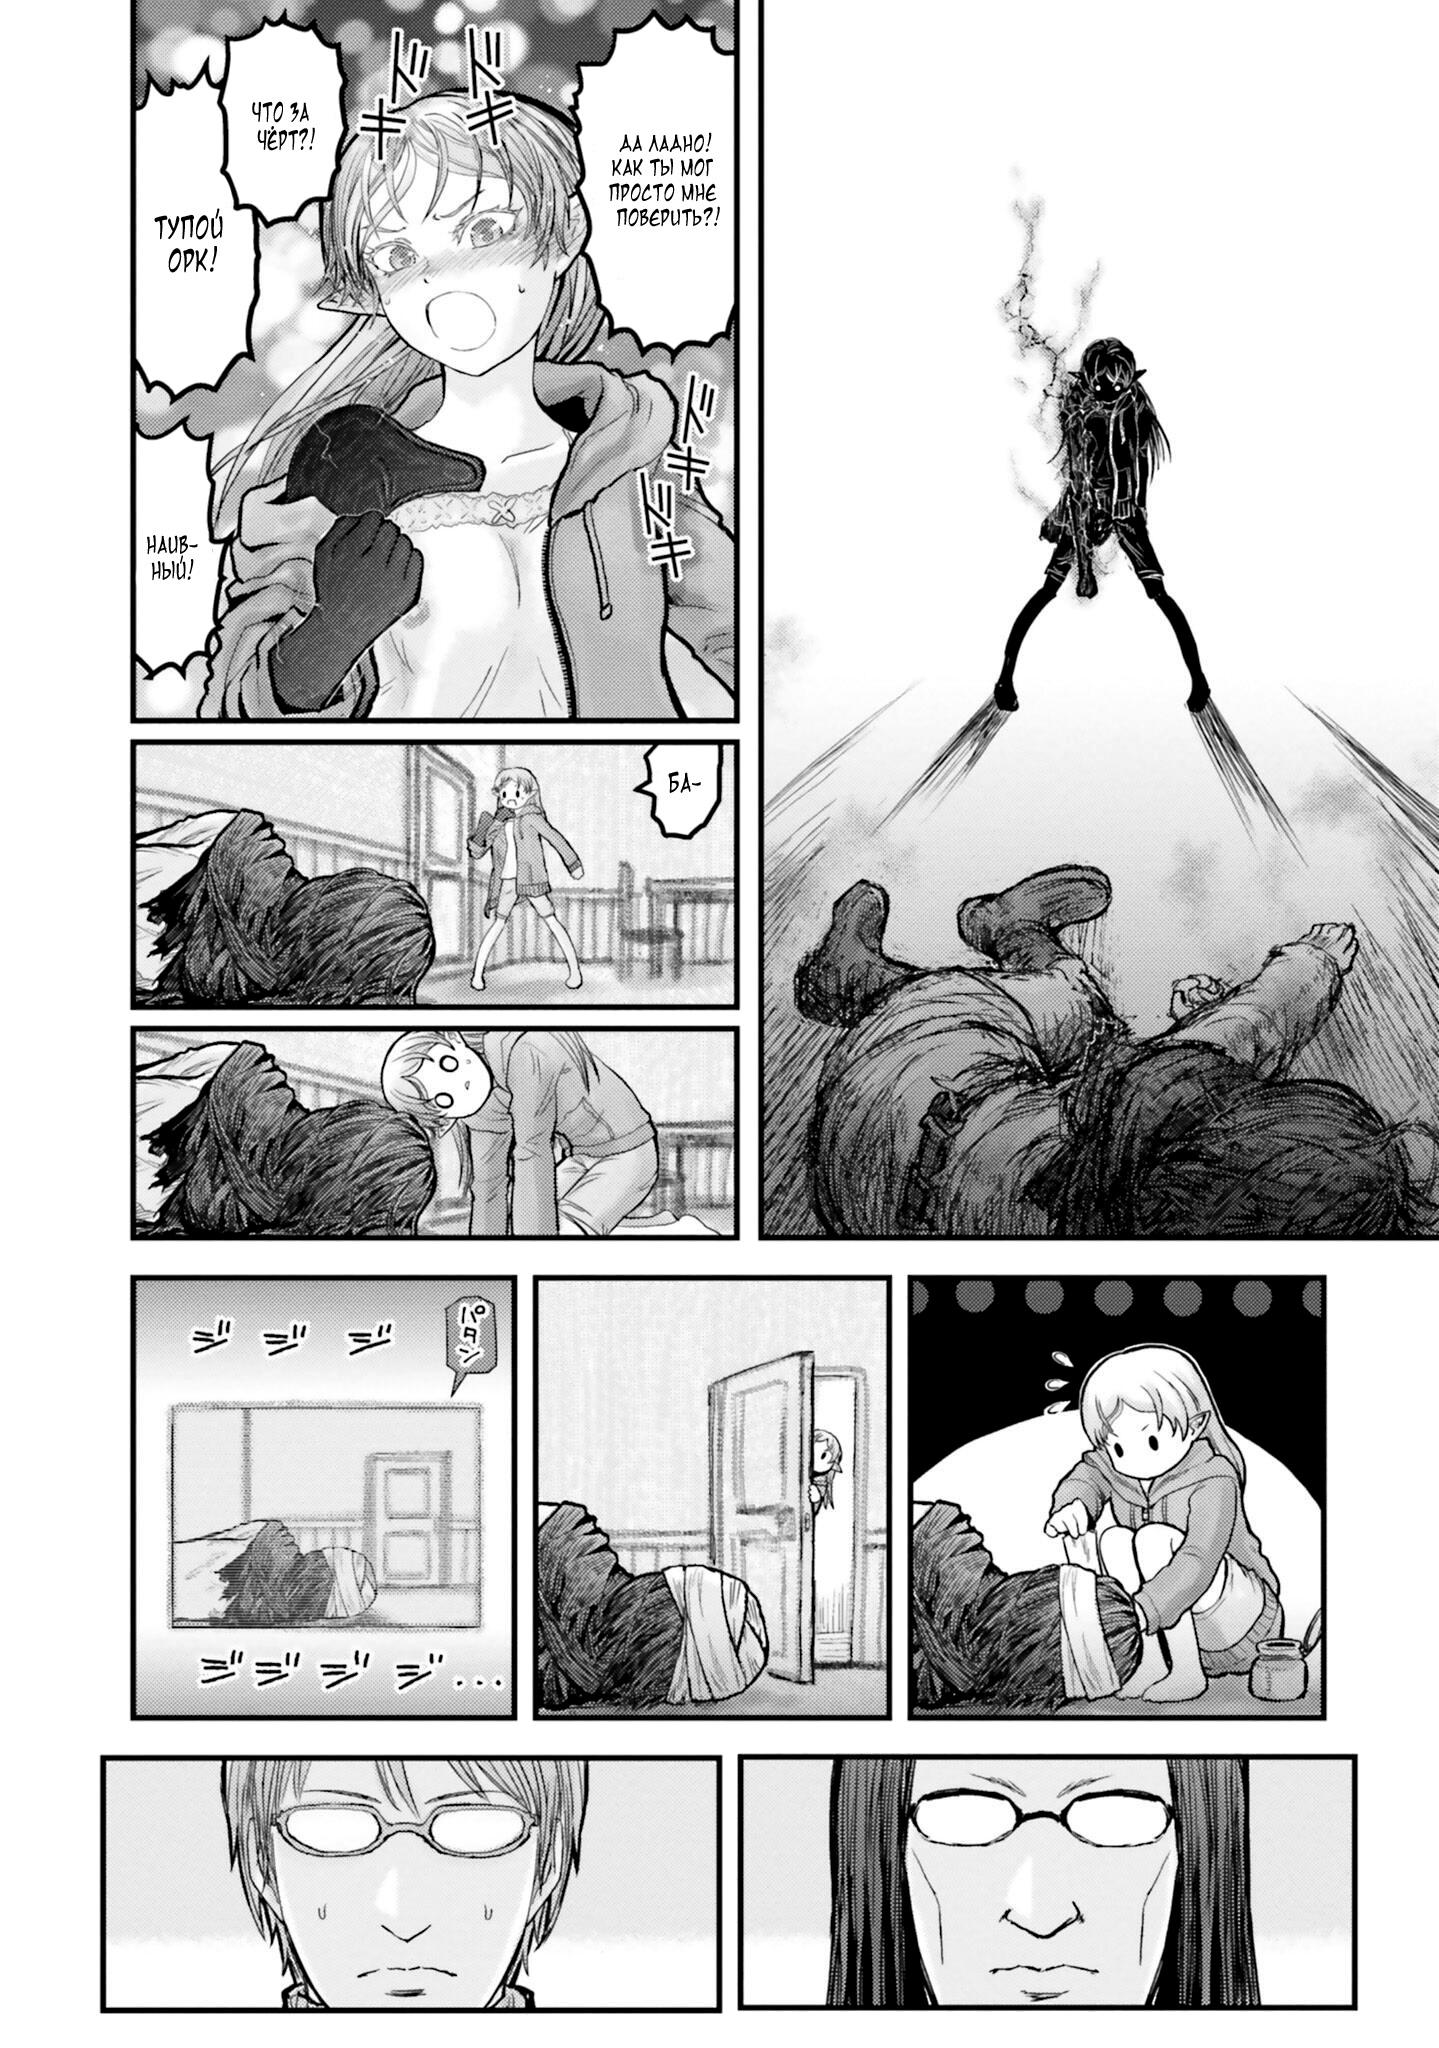 ДА ЛАДНО!
КАК ТЫ МОГ
ПРОСТО МНЕ
ПОВЕРИТЬ?!
ЧТО ЗА
ЧЁРТ?!
ТУПОЙ
ОРК!
НАИВ-
НЫЙ!
ドキ
ドキ
ドキ
ドキ
БА-
パタン
ジジジ
ジジジジ...